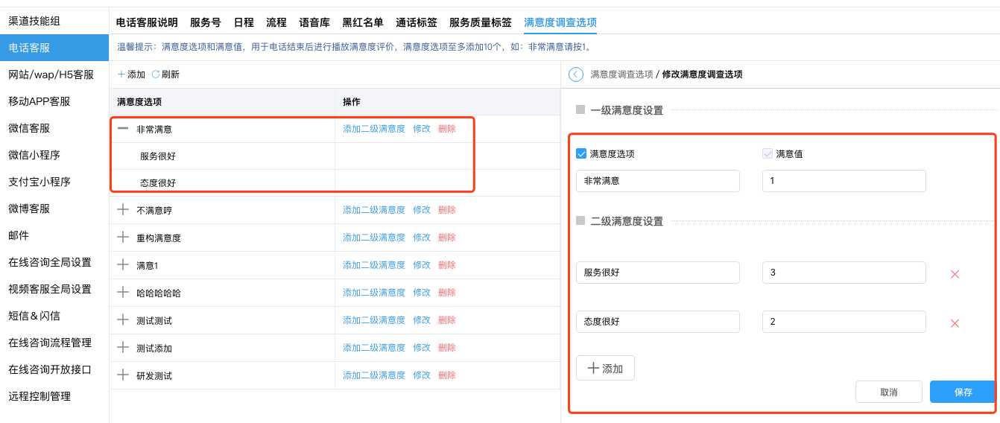 渠道技能组
电话客服
网站/wap/H5客服
移动APP客服
微信客服
微信小程序
支付宝小程序
微博客服
邮件
在线咨询全局设置
视频客服全局设置
短信＆闪信
在线咨询流程管理
在线咨询开放接口
远程控制管理
电话客服说明 服务号 日程 流程 语音库 黑红名单 通话标签 服务质量标签 满意度调查选项
温馨提示：满意度选项和满意值，用于电话结束后进行播放满意度评价，满意度选项至多添加10个，如：非常满意请按1。
添加 刷新
满意度选项 操作
非常满意 添加二级满意度 修改 删除
服务很好
态度很好
不满意哼 添加二级满意度 修改 删除
重构满意度 添加二级满意度 修改 删除
满意1 添加二级满意度 修改 删除
哈哈哈哈哈 添加二级满意度 修改 删除
测试测试 添加二级满意度 修改 删除
测试添加 添加二级满意度 修改 删除
研发测试 添加二级满意度 修改 删除
满意度调查选项 / 修改满意度调查选项
一级满意度设置
满意度选项 满意值
非常满意 1
二级满意度设置
服务很好 3
态度很好 2
添加
取消 保存